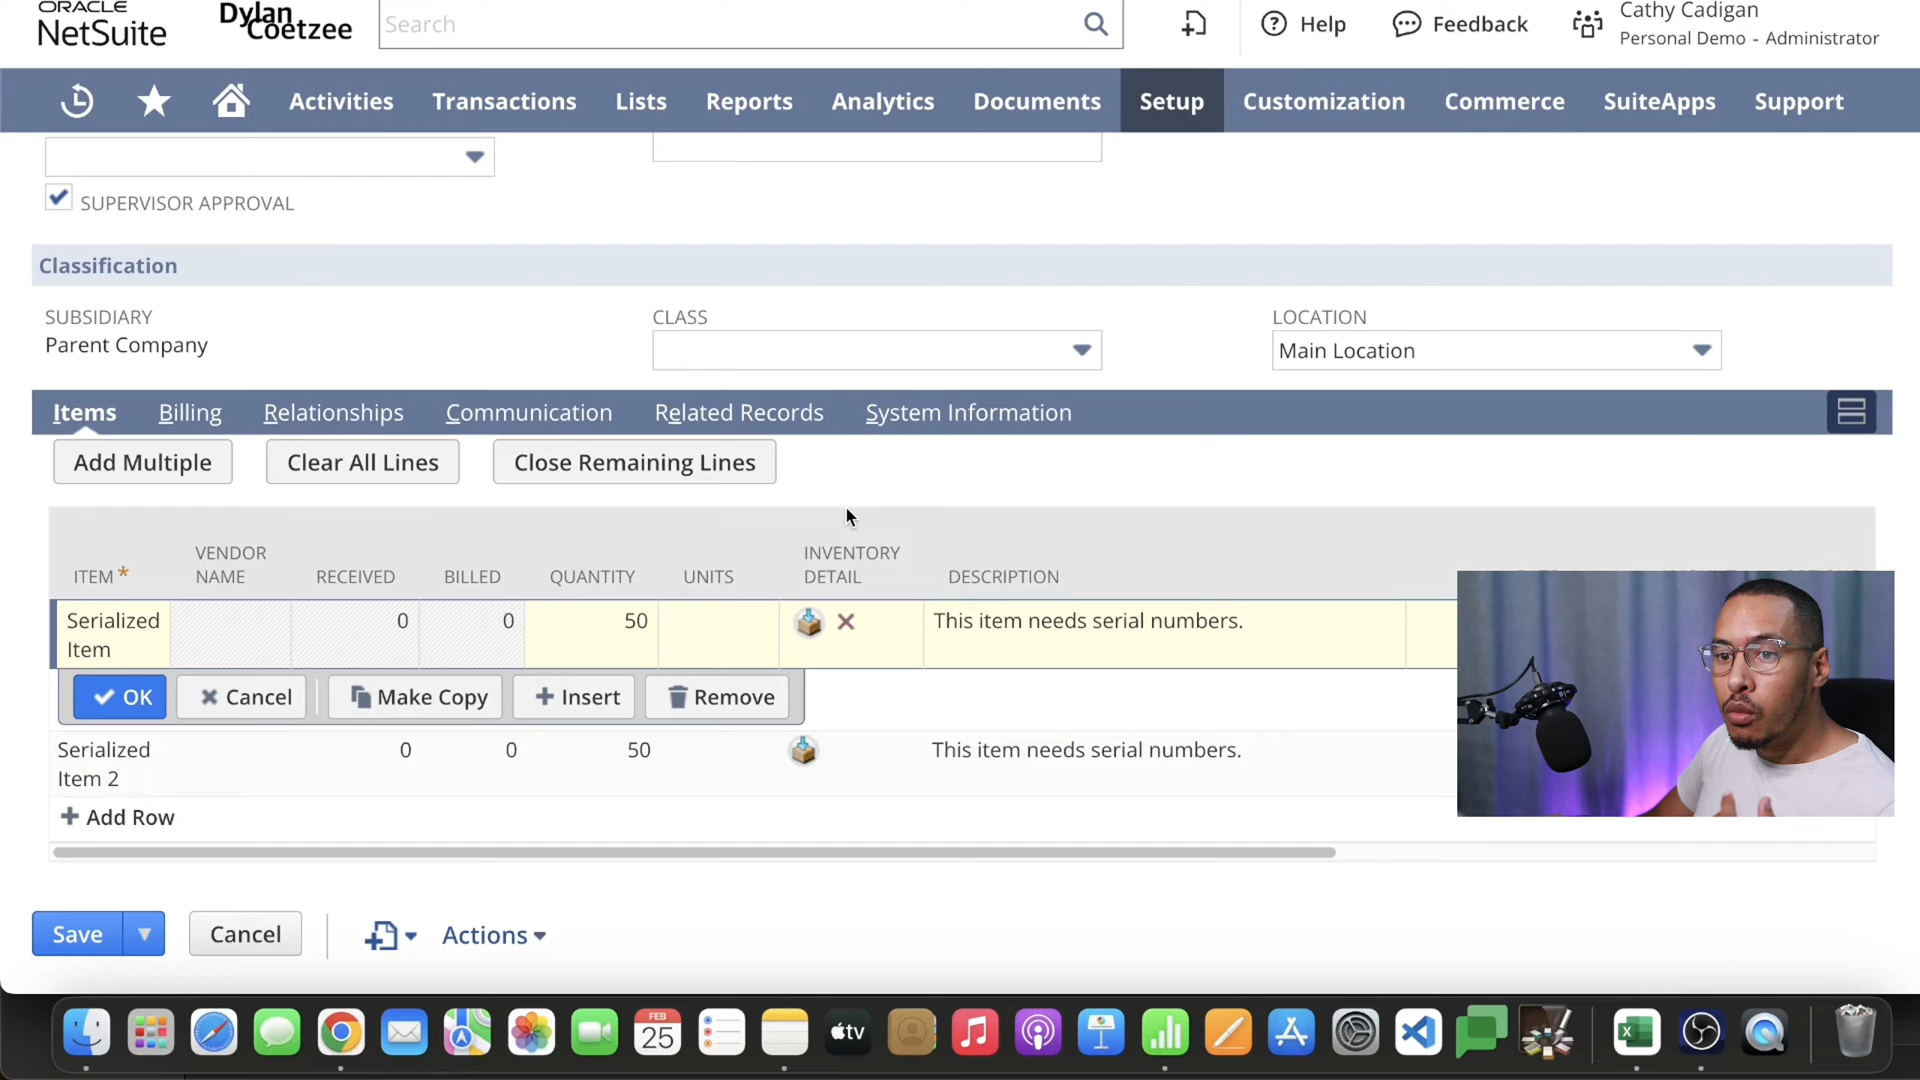 ORACLE
NetSuite
Dylan
Coetzee
Search
Help
Feedback
Cathy Cadigan
Personal Demo - Administrator
Activities
Transactions
Lists
Reports
Analytics
Documents
Setup
Customization
Commerce
SuiteApps
Support
SUPERVISOR APPROVAL
Classification
SUBSIDIARY
Parent Company
CLASS
LOCATION
Main Location
Items
Billing
Relationships
Communication
Related Records
System Information
Add Multiple
Clear All Lines
Close Remaining Lines
ITEM *
VENDOR
NAME
RECEIVED
BILLED
QUANTITY
UNITS
INVENTORY
DETAIL
DESCRIPTION
Serialized
Item
0
0
50
This item needs serial numbers.
OK
Cancel
Make Copy
Insert
Remove
Serialized
Item 2
0
0
50
This item needs serial numbers.
Add Row
Save
Cancel
Actions
FEB
25
tv